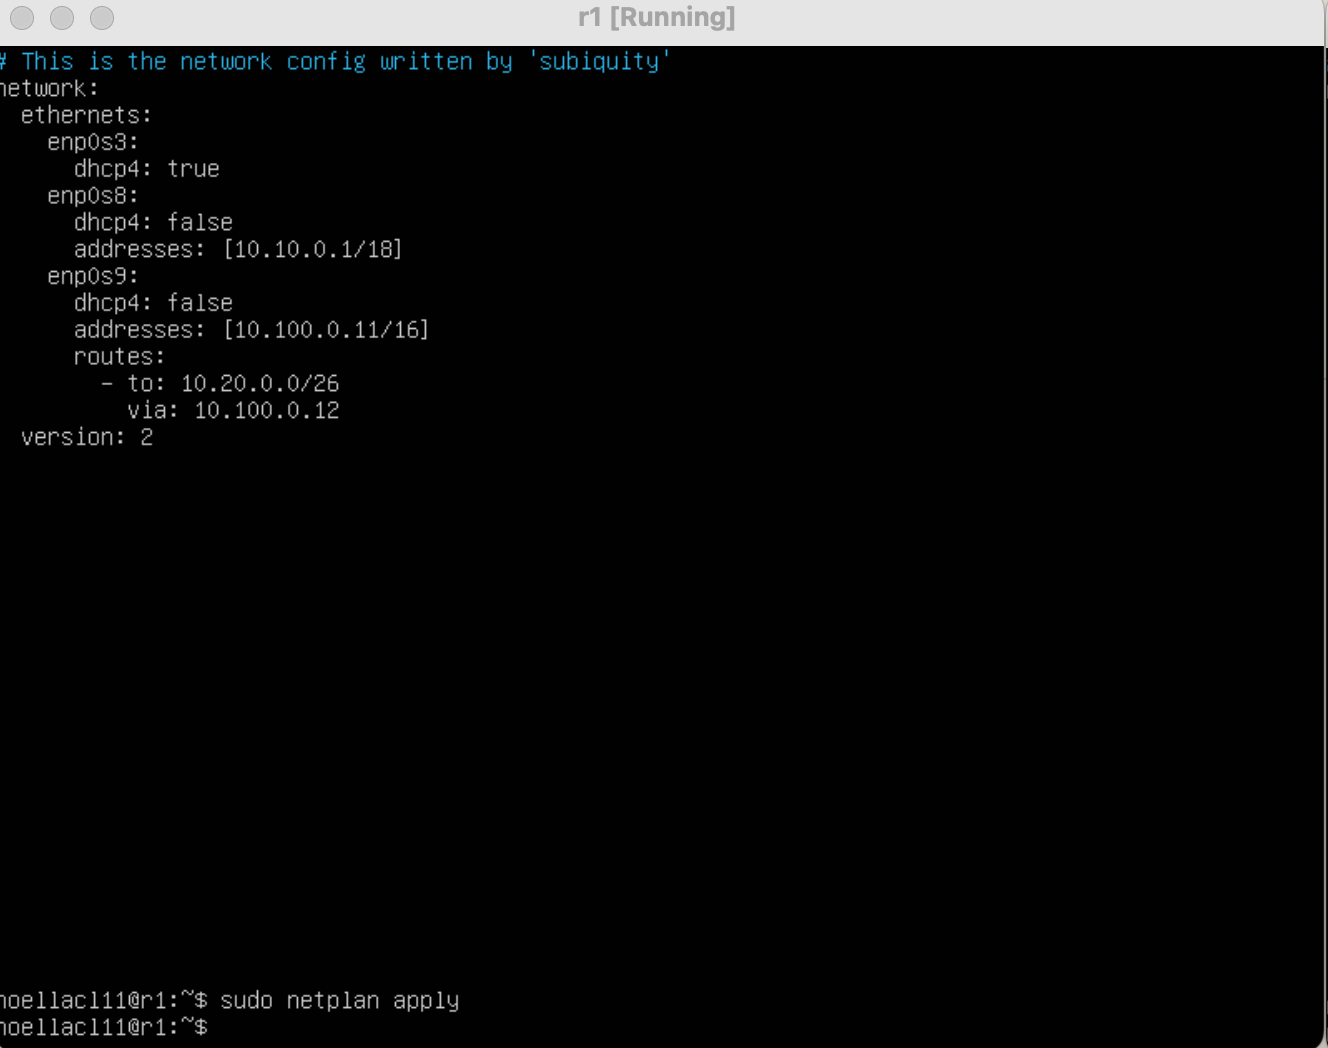 r1 [Running]
# This is the network config written by 'subiquity'
network:
  ethernets:
    enp0s3:
      dhcp4: true
    enp0s8:
      dhcp4: false
      addresses: [10.10.0.1/18]
    enp0s9:
      dhcp4: false
      addresses: [10.100.0.11/16]
      routes:
        - to: 10.20.0.0/26
          via: 10.100.0.12
  version: 2
noellacl11@r1:~$ sudo netplan apply
noellacl11@r1:~$